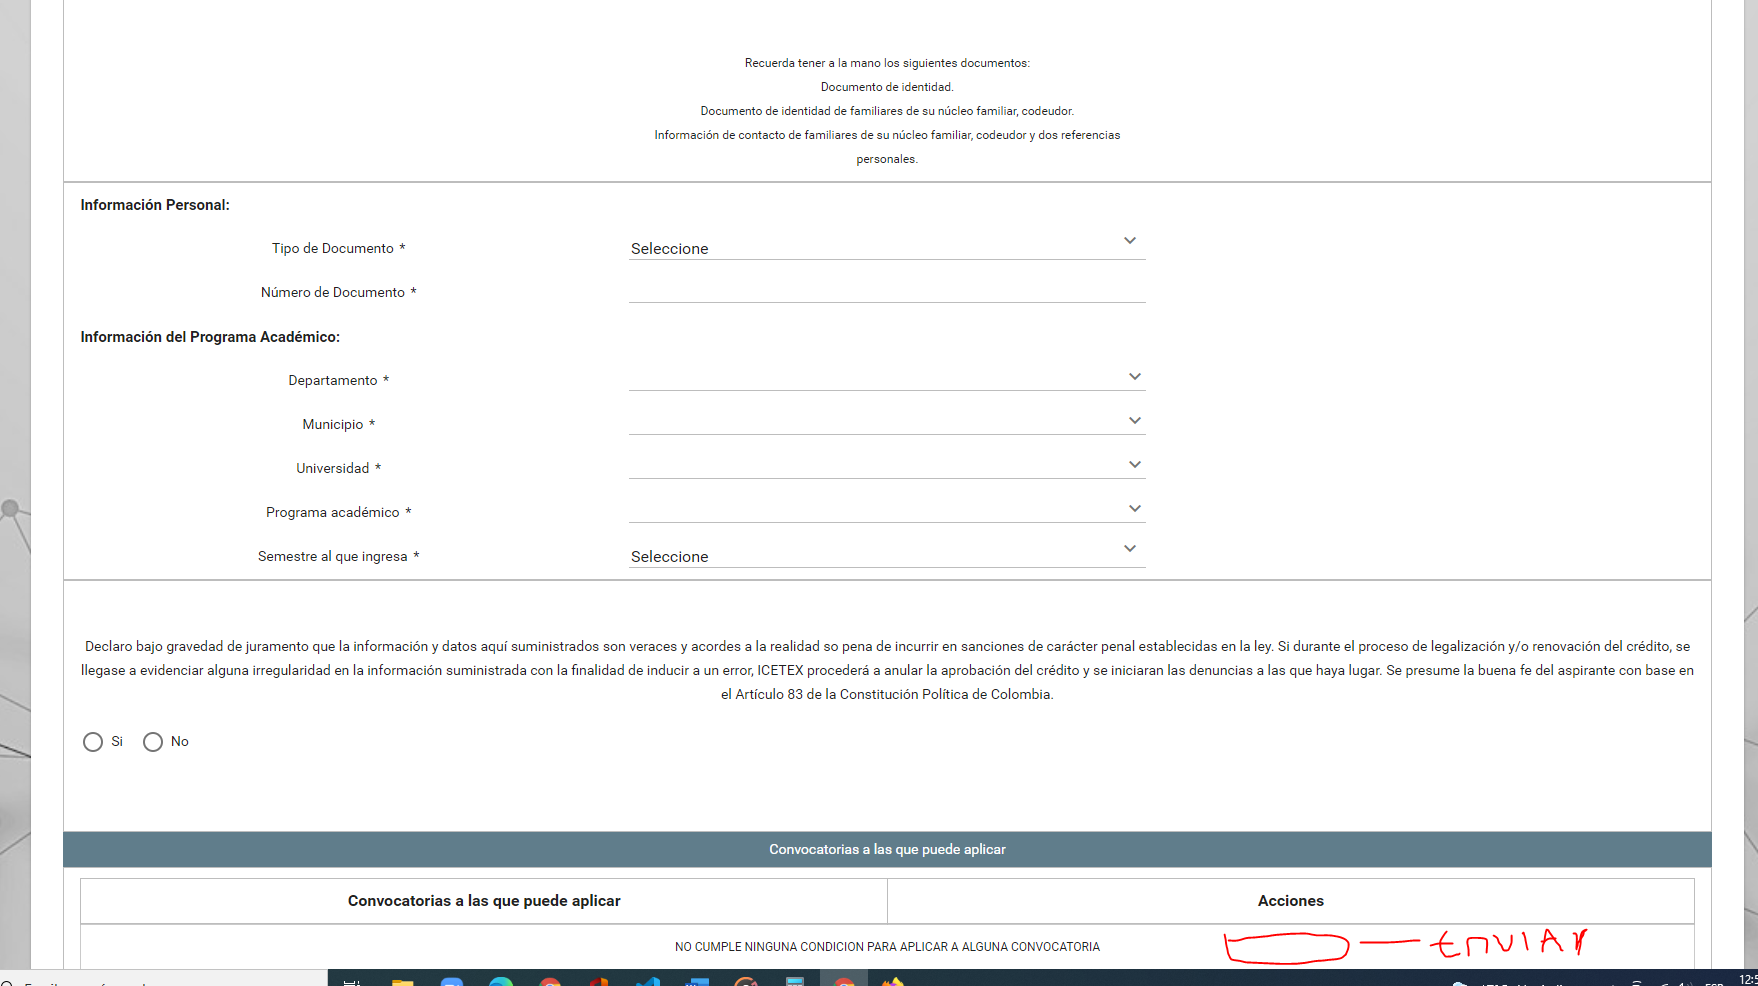 Recuerda tener a la mano los siguientes documentos:
Documento de identidad.
Documento de identidad de familiares de su núcleo familiar, codeudor.
Información de contacto de familiares de su núcleo familiar, codeudor y dos referencias
personales.
Información Personal:
Tipo de Documento * Seleccione
Número de Documento *
Información del Programa Académico:
Departamento *
Municipio *
Universidad *
Programa académico *
Semestre al que ingresa * Seleccione
Declaro bajo gravedad de juramento que la información y datos aquí suministrados son veraces y acordes a la realidad so pena de incurrir en sanciones de carácter penal establecidas en la ley. Si durante el proceso de legalización y/o renovación del crédito, se
llegase a evidenciar alguna irregularidad en la información suministrada con la finalidad de inducir a un error, ICETEX procederá a anular la aprobación del crédito y se iniciaran las denuncias a las que haya lugar. Se presume la buena fe del aspirante con base en
el Artículo 83 de la Constitución Política de Colombia.
Si No
Convocatorias a las que puede aplicar
Convocatorias a las que puede aplicar Acciones
NO CUMPLE NINGUNA CONDICION PARA APLICAR A ALGUNA CONVOCATORIA EnVIAr